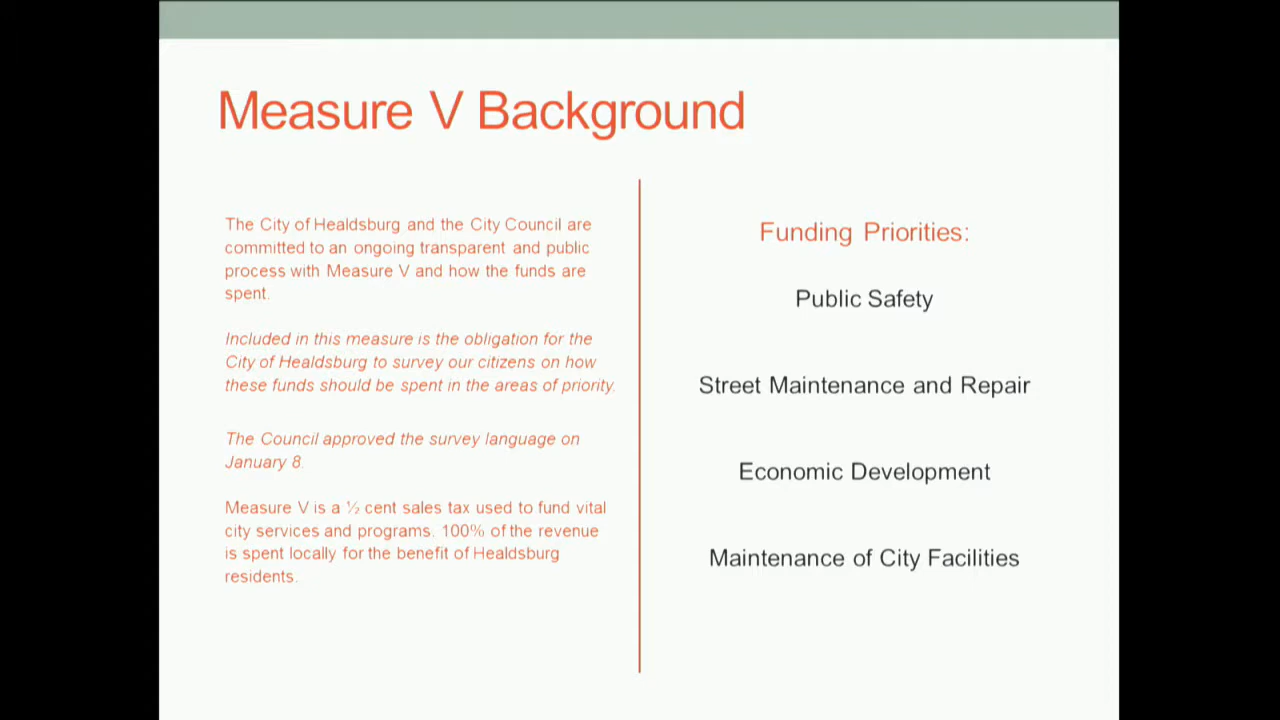 Measure V Background
The City of Healdsburg and the City Council are
committed to an ongoing transparent and public
process with Measure V and how the funds are
spent.
Included in this measure is the obligation for the
City of Healdsburg to survey our citizens on how
these funds should be spent in the areas of priority.
The Council approved the survey language on
January 8.
Measure V is a ½ cent sales tax used to fund vital
city services and programs. 100% of the revenue
is spent locally for the benefit of Healdsburg
residents.
Funding Priorities:
Public Safety
Street Maintenance and Repair
Economic Development
Maintenance of City Facilities